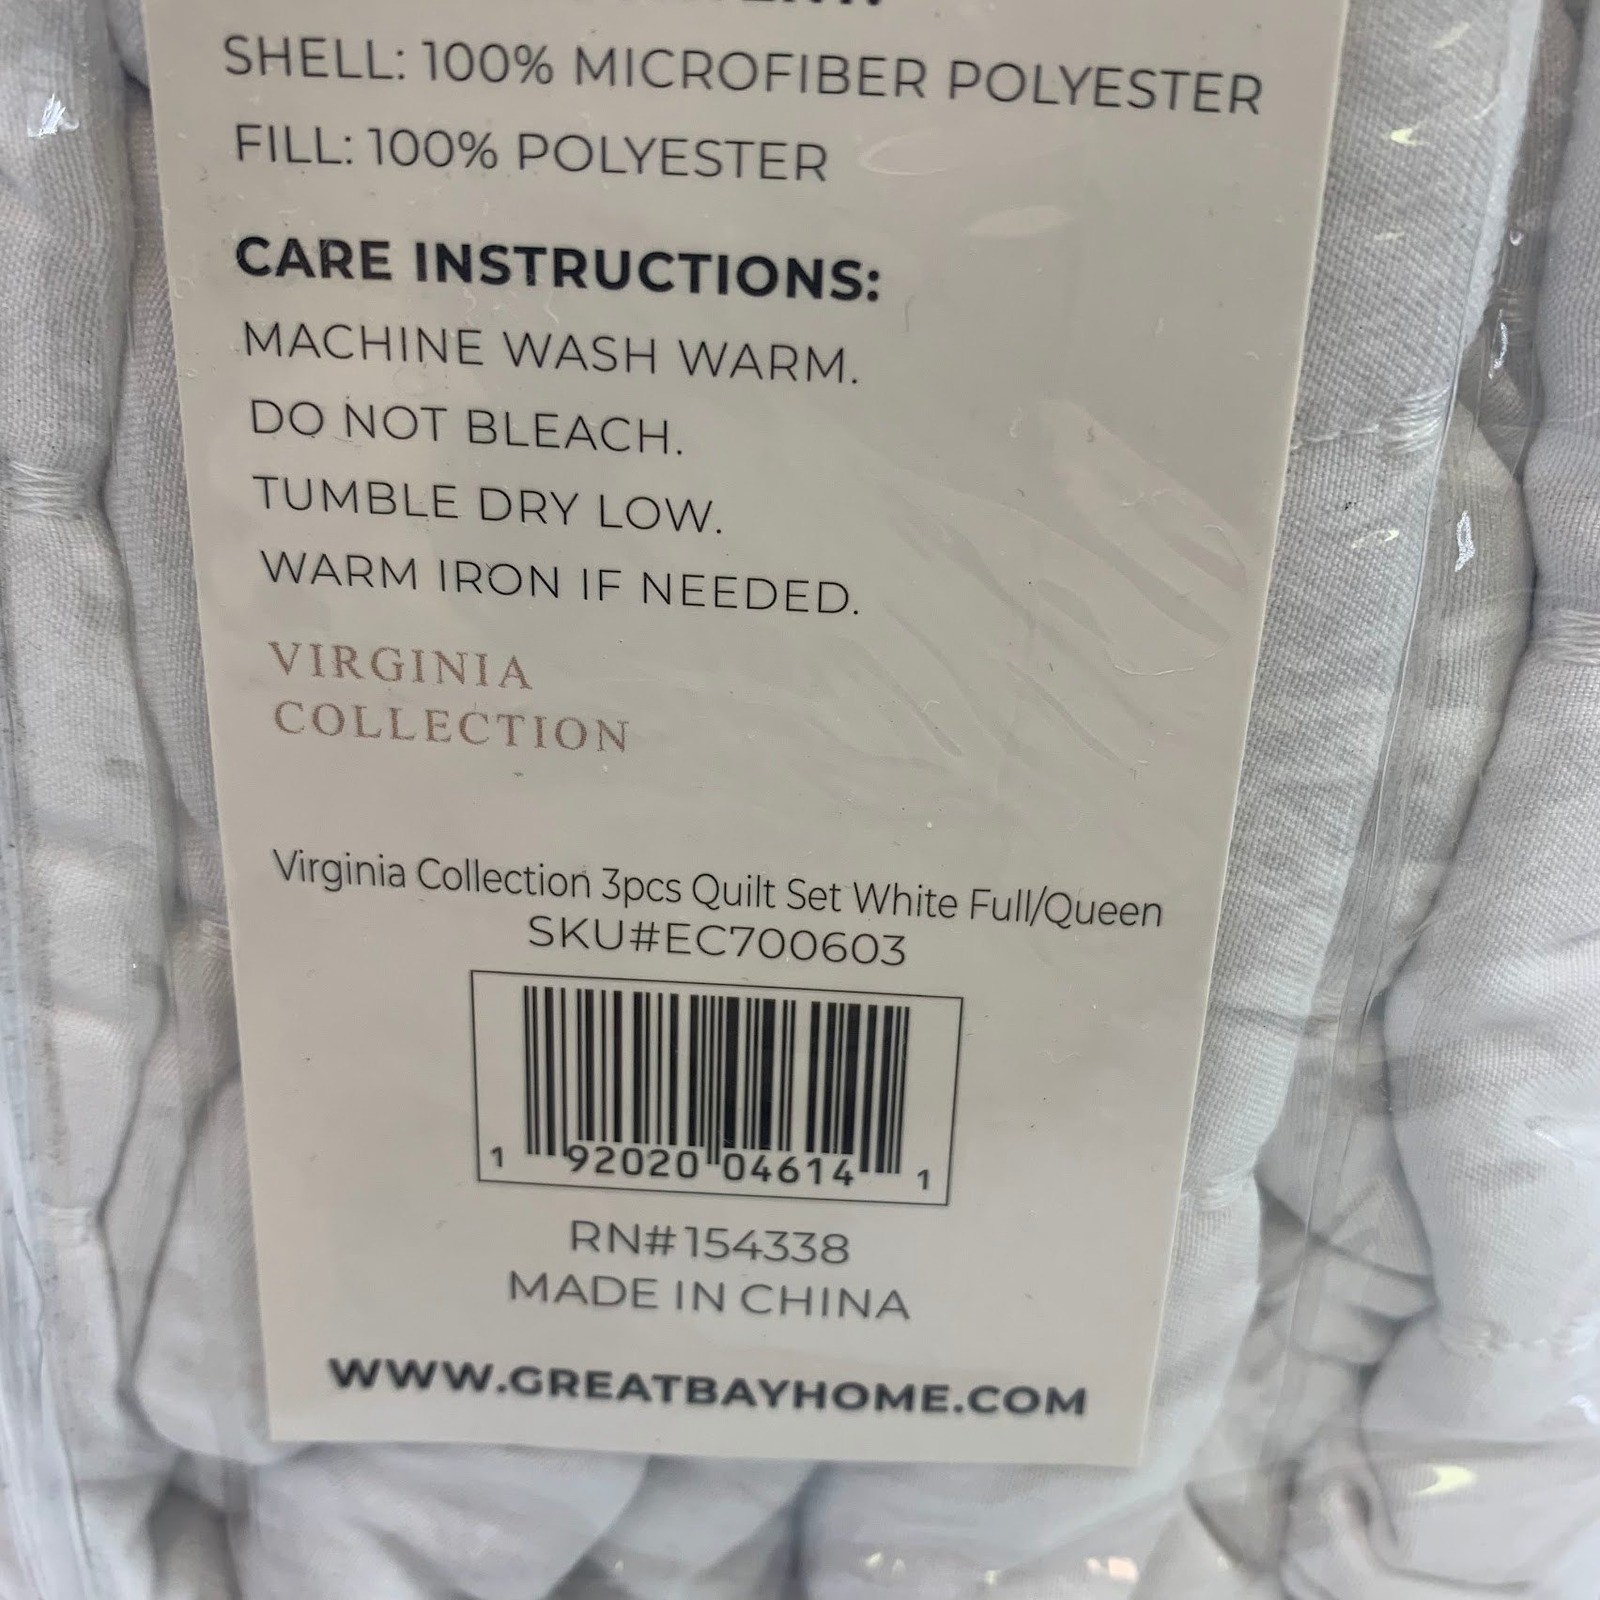 SHELL: 100% MICROFIBER POLYESTER
FILL: 100% POLYESTER
CARE INSTRUCTIONS:
MACHINE WASH WARM.
DO NOT BLEACH.
TUMBLE DRY LOW.
WARM IRON IF NEEDED.
VIRGINIA
COLLECTION
Virginia Collection 3pcs Quilt Set White Full/Queen
SKU#EC700603
1 92020 04614 1
RN#154338
MADE IN CHINA
WWW.GREATBAYHOME.COM